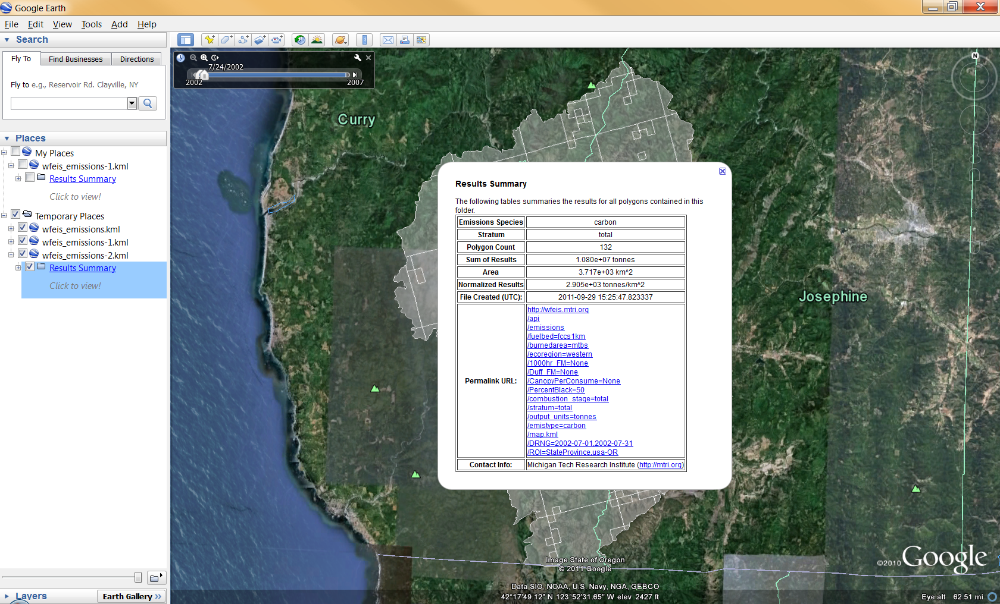 Google Earth
File Edit View Tools Add Help
Search
Fly To Find Businesses Directions
Fly to e.g., Reservoir Rd. Clayville, NY
Places
My Places
wfeis_emissions-1.kml
Results Summary
Click to view!
Temporary Places
wfeis_emissions.kml
wfeis_emissions-1.kml
wfeis_emissions-2.kml
Results Summary
Click to view!
Layers
Earth Gallery »
7/24/2002
2002 2007
N
Curry
Josephine
Results Summary
The following tables summaries the results for all polygons contained in this
folder.
Emissions Species carbon
Stratum total
Polygon Count 132
Sum of Results 1.080e+07 tonnes
Area 3.717e+03 km^2
Normalized Results 2.905e+03 tonnes/km^2
File Created (UTC): 2011-09-29 15:25:47.823337
Permalink URL:
http://wfeis.mtri.org
/api
/emissions
/fuelbed=fccs1km
/burnedarea=mtbs
/ecoregion=western
/1000hr_FM=None
/Duff_FM=None
/CanopyPerConsume=None
/PercentBlack=50
/combustion_stage=total
/stratum=total
/output_units=tonnes
/emistype=carbon
/map.kml
/DRNG=2002-07-01,2002-07-31
/ROI=StateProvince,usa-OR
Contact Info: Michigan Tech Research Institute (http://mtri.org)
Image State of Oregon
© 2011 Google
©2010 Google
Data SIO, NOAA, U.S. Navy, NGA, GEBCO
42°17'49.12" N 123°52'31.65" W elev 2427 ft
Eye alt 62.51 mi